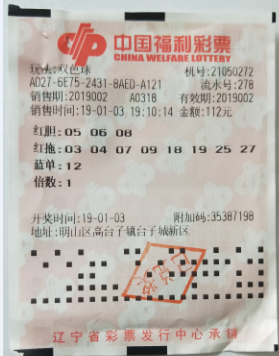 中国福利彩票
CHINA WELFARE LOTTERY
玩法:双色球 机号:21050272
AD27-6E75-2431-8AED-A121 流水号:278
销售期:2019002 A0318 有效期:2019002
销售时间:19-01-03 19:10:14 金额:112元
红胆:05 06 08
红拖:03 04 07 09 18 19 25 27
蓝单:12
倍数:1
开奖时间:19-01-03 附加码:35387198
地址:明山区高台子镇台子城新区
辽宁省彩票发行中心承销